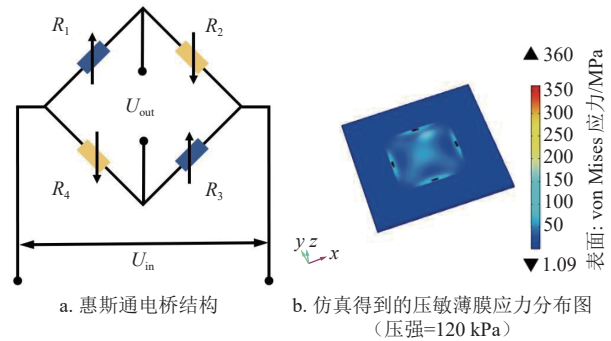 R1
R2
Uout
R4
R3
Uin
a. 惠斯通电桥结构
▲ 360
350
300
250
200
150
100
50
▼ 1.09
表面: von Mises 应力/MPa
y z
x
b. 仿真得到的压敏薄膜应力分布图
（压强=120 kPa）